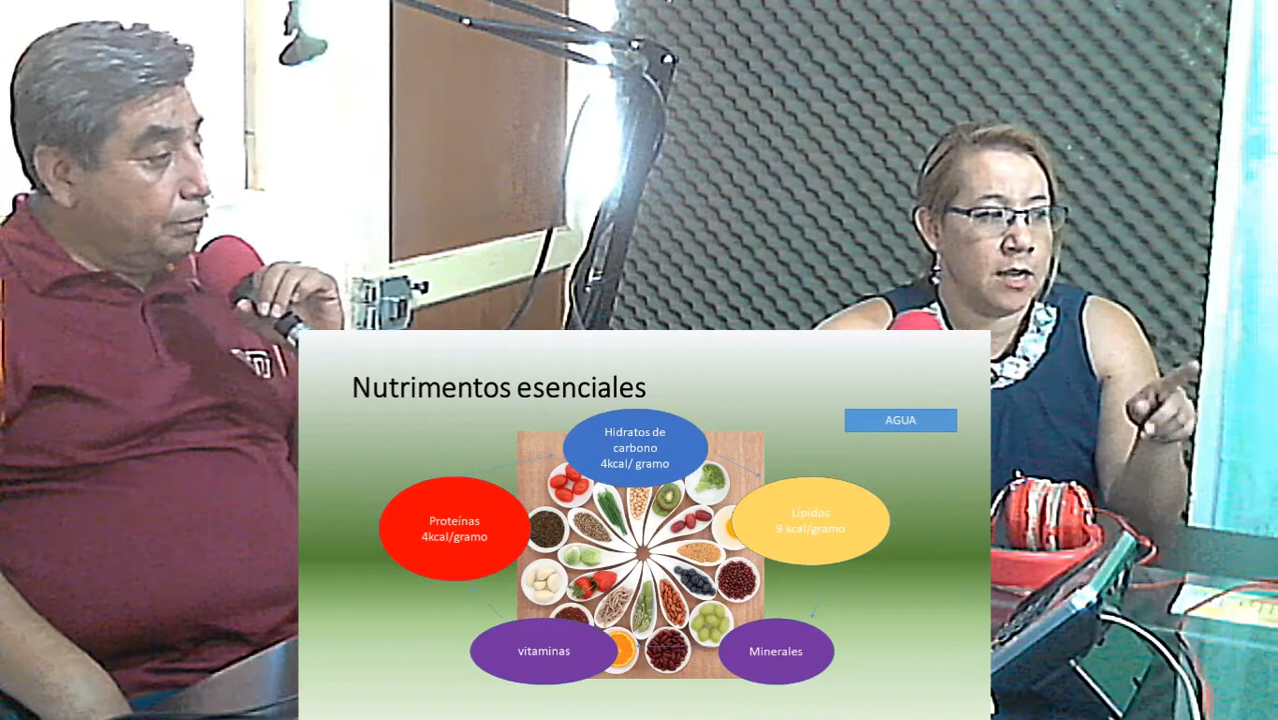 Nutrimentos esenciales
AGUA
Hidratos de
carbono
4kcal/ gramo
Lípidos
9 kcal/gramo
Proteínas
4kcal/gramo
vitaminas
Minerales